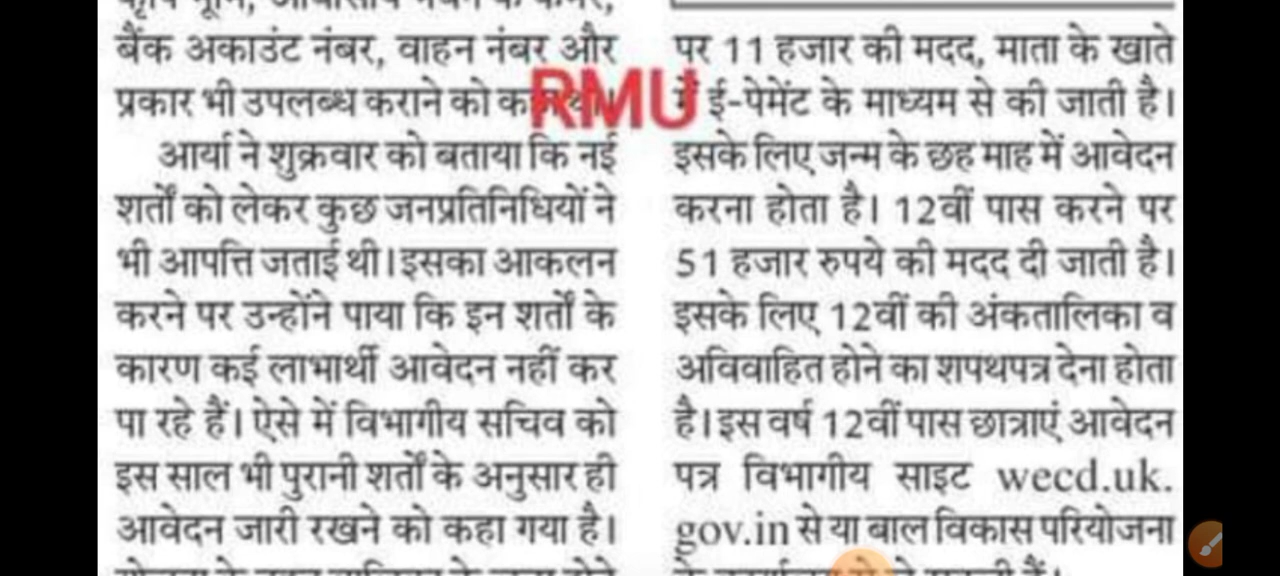 बैंक अकाउंट नंबर, वाहन नंबर और
प्रकार भी उपलब्ध कराने को
आर्या ने शुक्रवार को बताया कि नई
शर्तों को लेकर कुछ जनप्रतिनिधियों ने
भी आपत्ति जताई थी। इसका आकलन
करने पर उन्होंने पाया कि इन शर्तों के
कारण कई लाभार्थी आवेदन नहीं कर
पा रहे हैं। ऐसे में विभागीय सचिव को
इस साल भी पुरानी शर्तों के अनुसार ही
आवेदन जारी रखने को कहा गया है।
RMU
पर 11 हजार की मदद, माता के खाते
में ई-पेमेंट के माध्यम से की जाती है।
इसके लिए जन्म के छह माह में आवेदन
करना होता है। 12वीं पास करने पर
51 हजार रुपये की मदद दी जाती है।
इसके लिए 12वीं की अंकतालिका व
अविवाहित होने का शपथपत्र देना होता
है। इस वर्ष 12वीं पास छात्राएं आवेदन
पत्र विभागीय साइट wecd.uk.
gov.in से या बाल विकास परियोजना